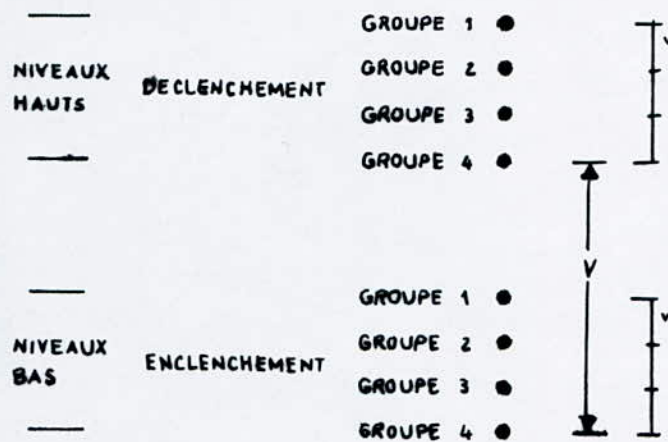 GROUPE 1
NIVEAUX
HAUTS
DECLENCHEMENT
GROUPE 2
GROUPE 3
GROUPE 4
v
V
GROUPE 1
NIVEAUX
BAS
ENCLENCHEMENT
GROUPE 2
GROUPE 3
GROUPE 4
v